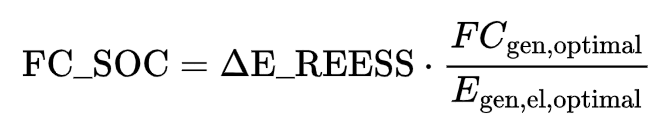 FC_SOC = ΔE_REESS · FC_gen,optimal / E_gen,el,optimal